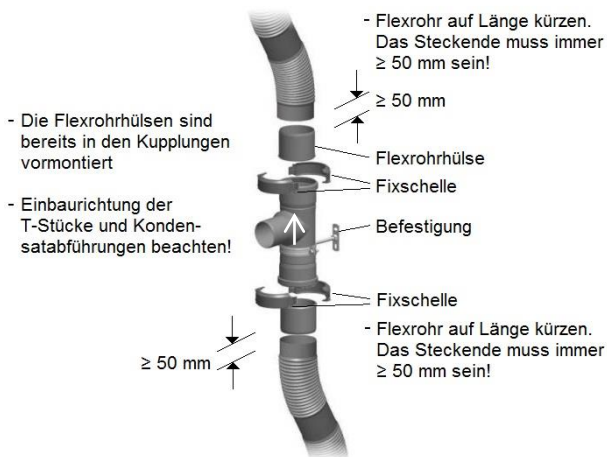 - Flexrohr auf Länge kürzen.
Das Steckende muss immer
≥ 50 mm sein!
≥ 50 mm
- Die Flexrohrhülsen sind
bereits in den Kupplungen
vormontiert
Flexrohrhülse
Fixschelle
- Einbaurichtung der
T-Stücke und Konden-
satabführungen beachten!
Befestigung
Fixschelle
- Flexrohr auf Länge kürzen.
Das Steckende muss immer
≥ 50 mm sein!
≥ 50 mm